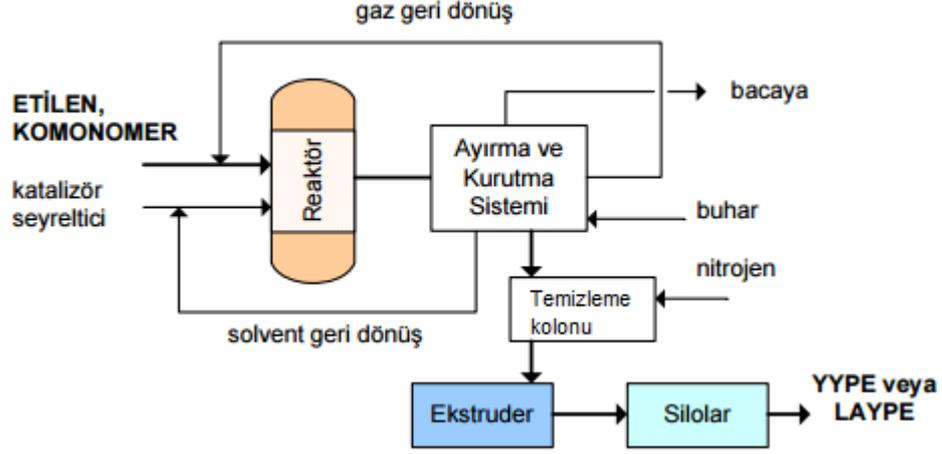 gaz geri dönüş
ETİLEN,
KOMONOMER
bacaya
Ayırma ve
Kurutma
Sistemi
Reaktör
katalizör
seyreltici
buhar
nitrojen
Temizleme
kolonu
solvent geri dönüş
Ekstruder
Silolar
YYPE veya
LAYPE